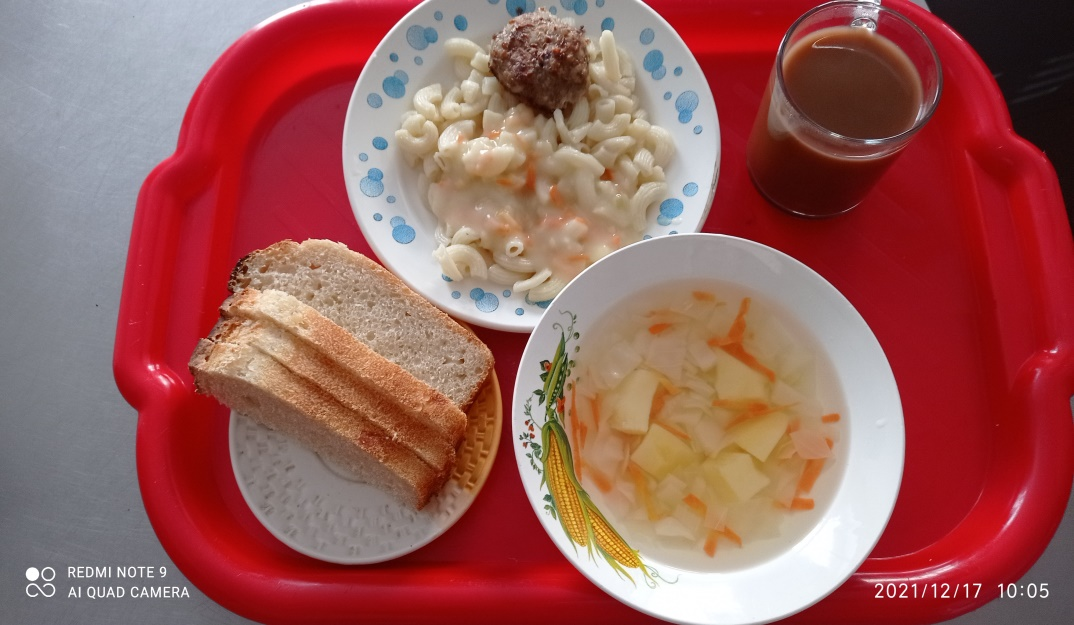 REDMI NOTE 9
AI QUAD CAMERA
2021/12/17 10:05